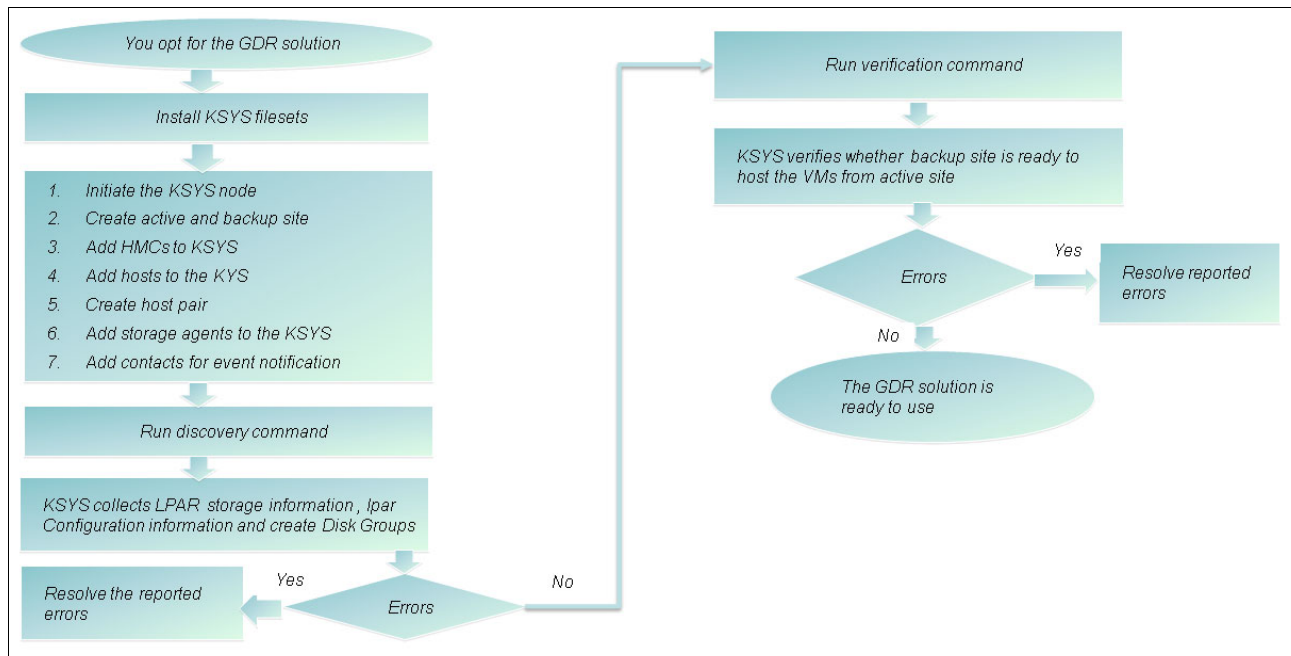 You opt for the GDR solution
Install KSYS filesets
1. Initiate the KSYS node
2. Create active and backup site
3. Add HMCs to KSYS
4. Add hosts to the KYS
5. Create host pair
6. Add storage agents to the KSYS
7. Add contacts for event notification
Run discovery command
KSYS collects LPAR storage information , lpar
Configuration information and create Disk Groups
Errors
Yes
Resolve the reported
errors
No
Run verification command
KSYS verifies whether backup site is ready to
host the VMs from active site
Errors
Yes
Resolve reported
errors
No
The GDR solution is
ready to use